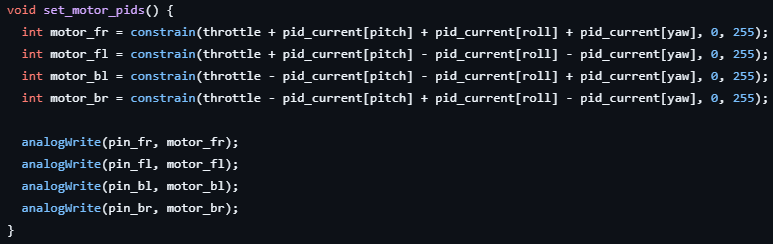 void set_motor_pids() {
  int motor_fr = constrain(throttle + pid_current[pitch] + pid_current[roll] + pid_current[yaw], 0, 255);
  int motor_fl = constrain(throttle + pid_current[pitch] - pid_current[roll] - pid_current[yaw], 0, 255);
  int motor_bl = constrain(throttle - pid_current[pitch] - pid_current[roll] + pid_current[yaw], 0, 255);
  int motor_br = constrain(throttle - pid_current[pitch] + pid_current[roll] - pid_current[yaw], 0, 255);

  analogWrite(pin_fr, motor_fr);
  analogWrite(pin_fl, motor_fl);
  analogWrite(pin_bl, motor_bl);
  analogWrite(pin_br, motor_br);
}